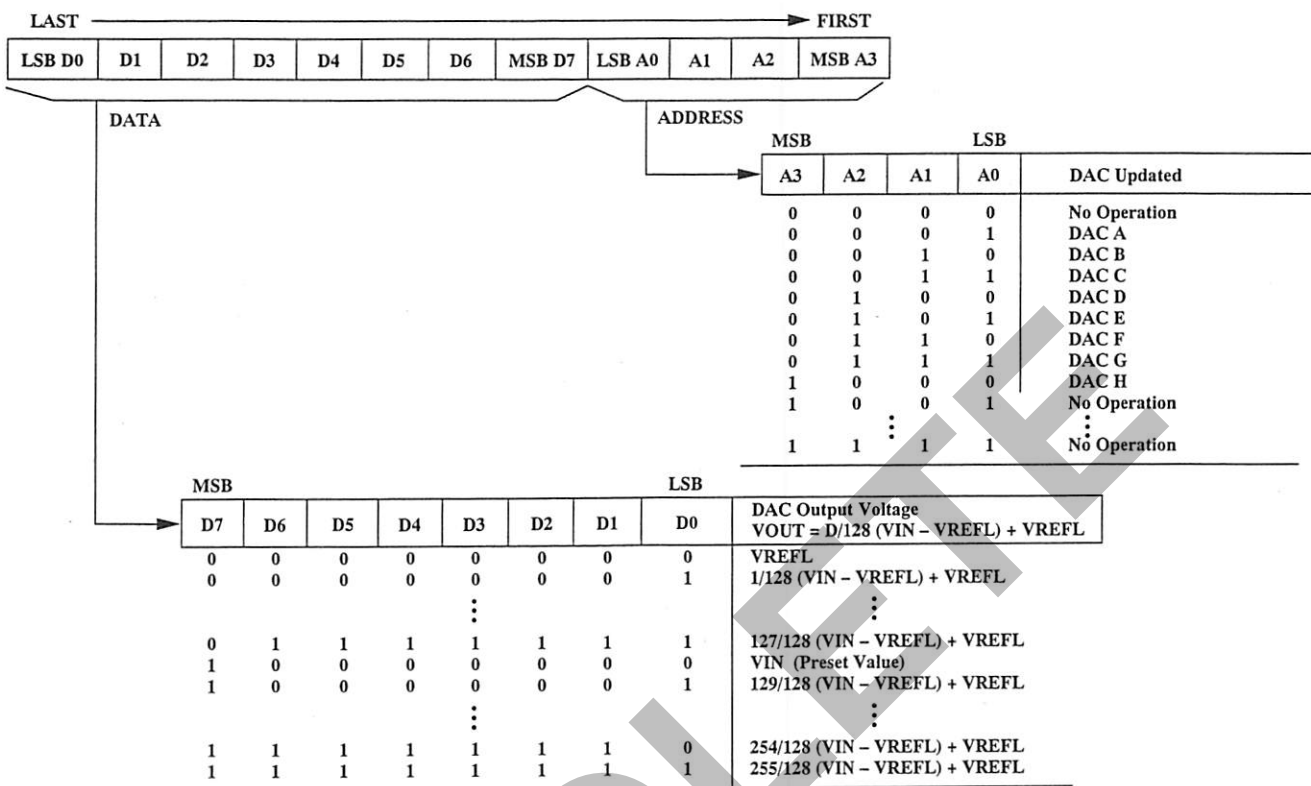 LAST FIRST
LSB D0 D1 D2 D3 D4 D5 D6 MSB D7 LSB A0 A1 A2 MSB A3
DATA ADDRESS
MSB LSB
A3 A2 A1 A0 DAC Updated
0 0 0 0 No Operation
0 0 0 1 DAC A
0 0 1 0 DAC B
0 0 1 1 DAC C
0 1 0 0 DAC D
0 1 0 1 DAC E
0 1 1 0 DAC F
0 1 1 1 DAC G
1 0 0 0 DAC H
1 0 0 1 No Operation
1 1 1 1 No Operation
MSB LSB
D7 D6 D5 D4 D3 D2 D1 D0 DAC Output Voltage
VOUT = D/128 (VIN – VREFL) + VREFL
0 0 0 0 0 0 0 0 VREFL
0 0 0 0 0 0 0 1 1/128 (VIN – VREFL) + VREFL
0 1 1 1 1 1 1 1 127/128 (VIN – VREFL) + VREFL
1 0 0 0 0 0 0 0 VIN (Preset Value)
1 0 0 0 0 0 0 1 129/128 (VIN – VREFL) + VREFL
1 1 1 1 1 1 1 0 254/128 (VIN – VREFL) + VREFL
1 1 1 1 1 1 1 1 255/128 (VIN – VREFL) + VREFL
LETE